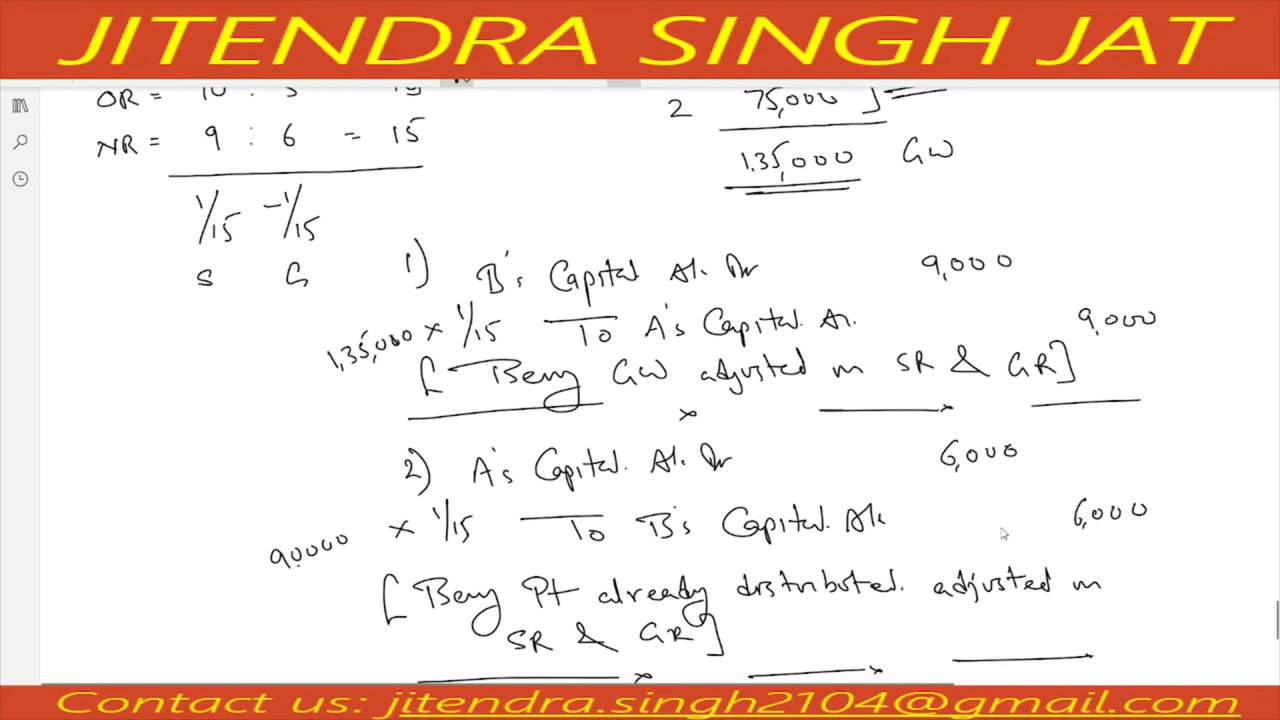 JITENDRA SINGH JAT
OR = 10 : 5 15
NR = 9 : 6 = 15
1/15 -1/15
S G
2 75,000
1,35,000 GW
1) B's Capital A/c Dr 9,000
1,35,000 × 1/15 To A's Capital A/c 9,000
[Being GW adjusted in SR & GR]
×
2) A's Capital A/c Dr 6,000
90,000 × 1/15 To B's Capital A/c 6,000
[Being Pt already distributed adjusted in
SR & GR]
×
Contact us: jitendra.singh2104@gmail.com